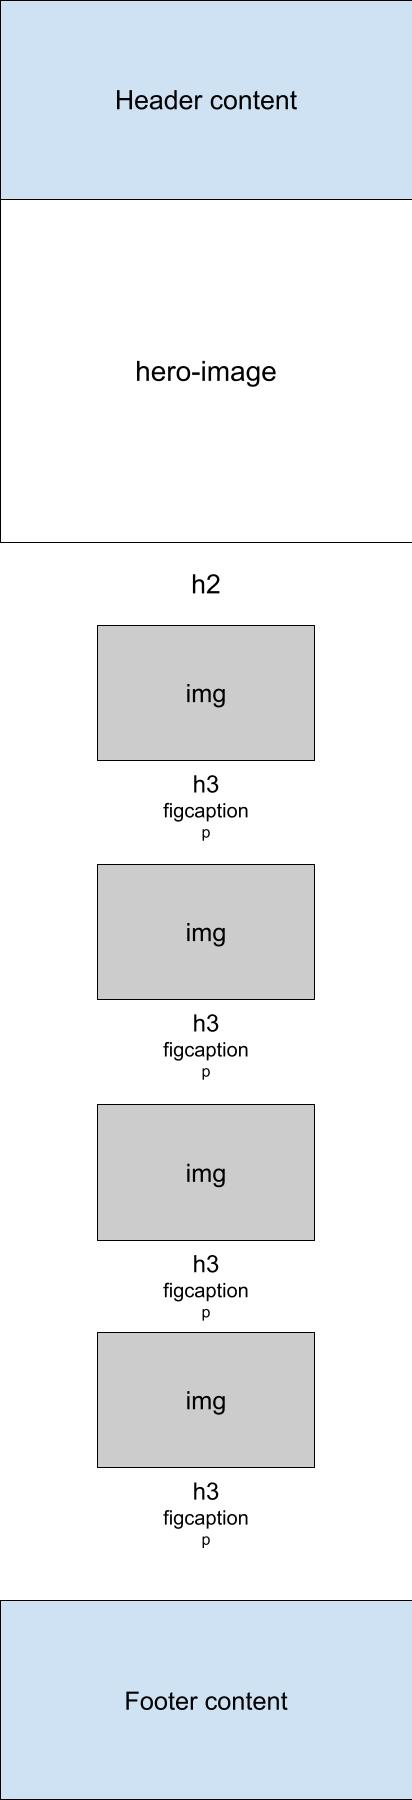 Header content
hero-image
h2
img
h3
figcaption
p
img
h3
figcaption
p
img
h3
figcaption
p
img
h3
figcaption
p
Footer content